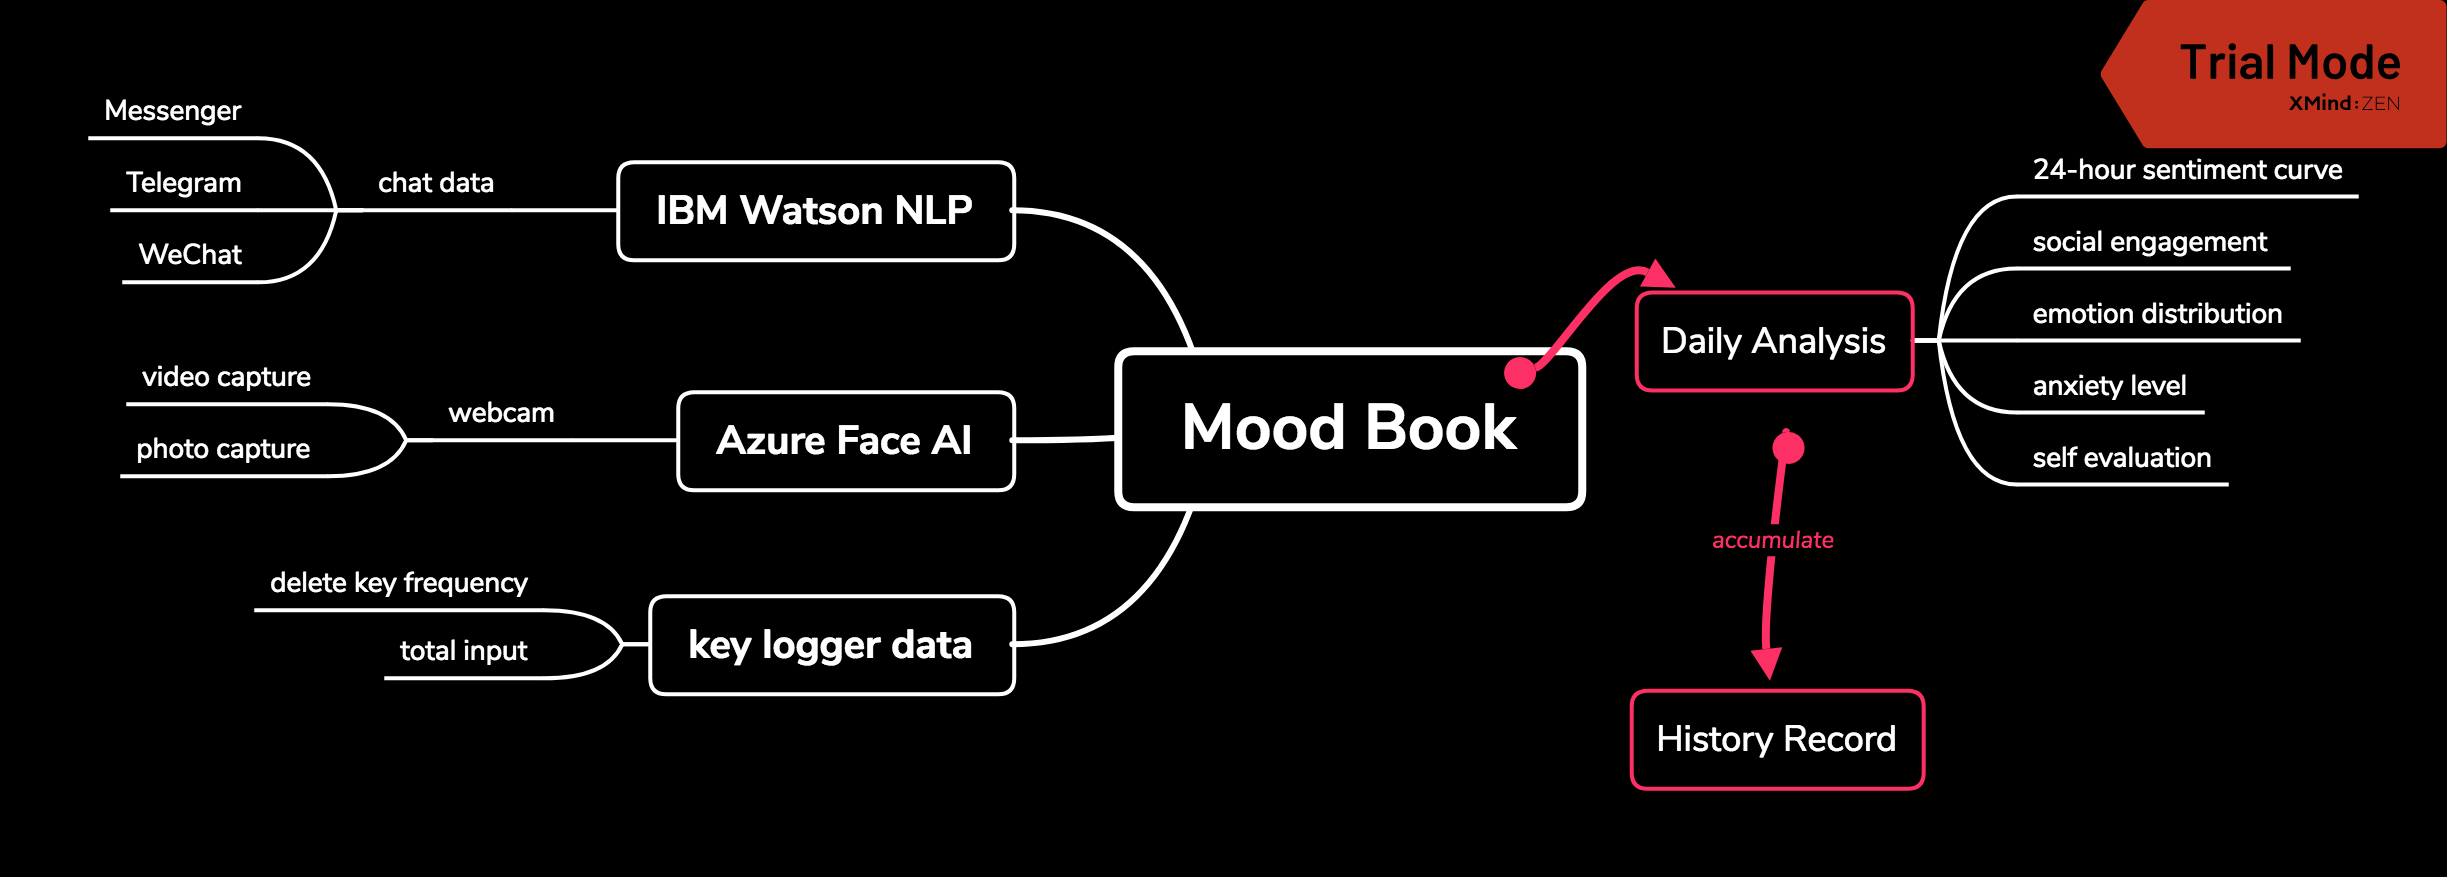 Trial Mode
XMind:ZEN
Messenger
Telegram
WeChat
chat data
IBM Watson NLP
video capture
photo capture
webcam
Azure Face AI
delete key frequency
total input
key logger data
Mood Book
Daily Analysis
24-hour sentiment curve
social engagement
emotion distribution
anxiety level
self evaluation
accumulate
History Record